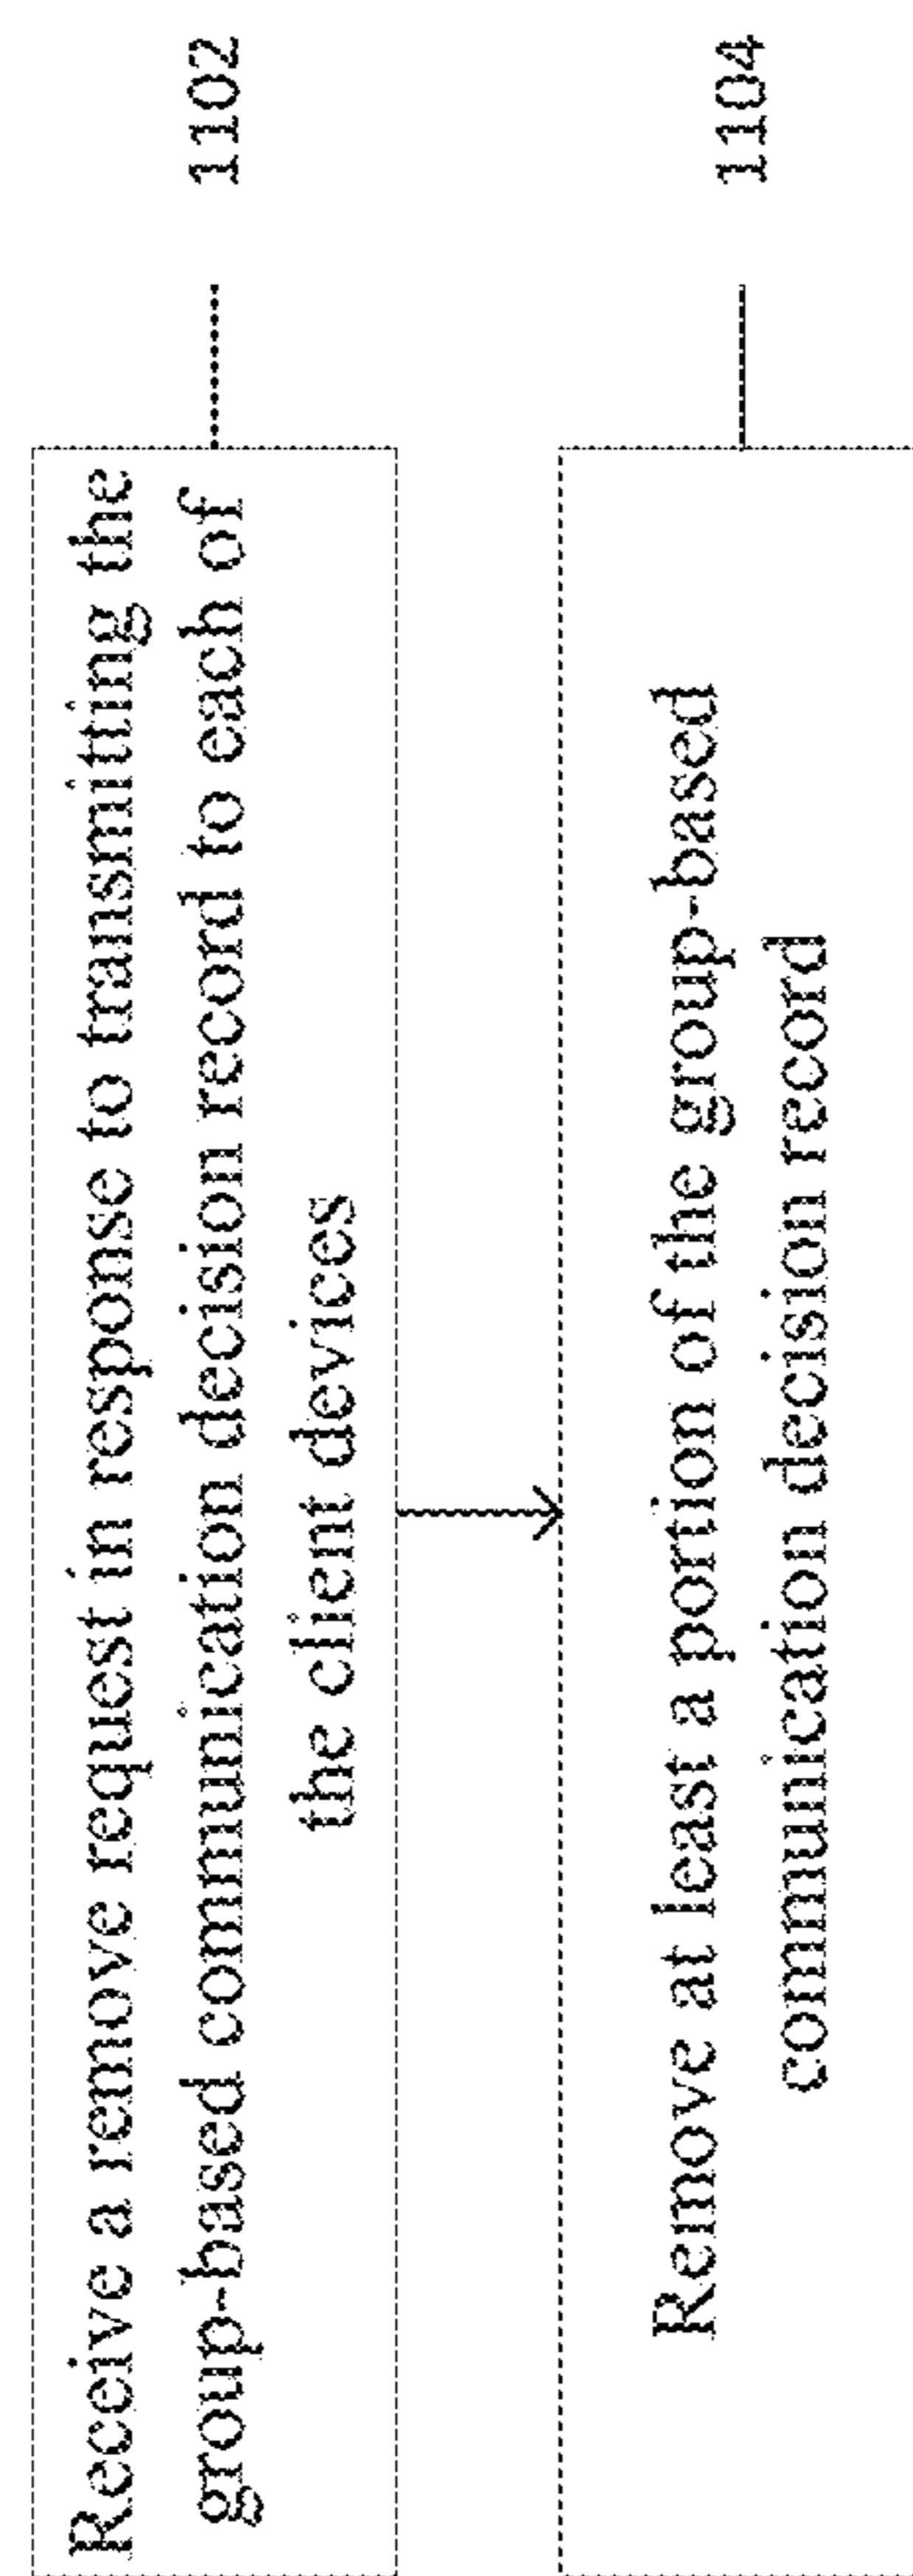 Receive a remove request in response to transmitting the
group-based communication decision record to each of
the client devices
1102
Remove at least a portion of the group-based
communication decision record
1104